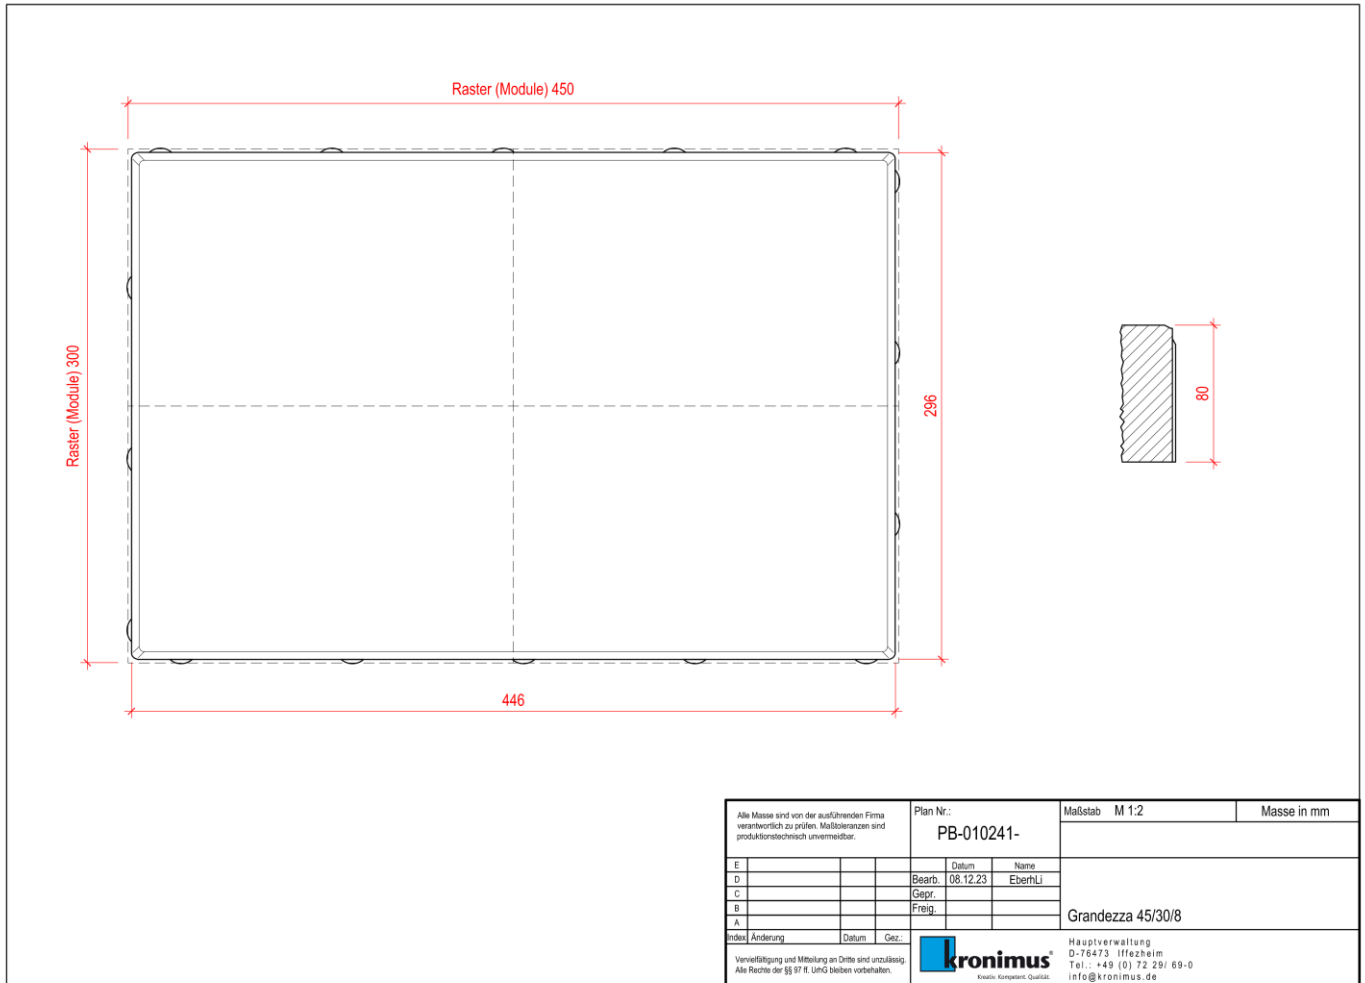 Raster (Module) 450
Raster (Module) 300
296
80
446
Alle Masse sind von der ausführenden Firma
verantwortlich zu prüfen. Maßtoleranzen sind
produktionstechnisch unvermeidbar.
Plan Nr.:
PB-010241-
Maßstab M 1:2
Masse in mm
E
Datum Name
D
Bearb. 08.12.23 EberhLi
C
Gepr.
B
Freig.
A
Grandezza 45/30/8
Index Änderung Datum Gez.:
Vervielfältigung und Mitteilung an Dritte sind unzulässig.
Alle Rechte der §§ 97 ff. UrhG bleiben vorbehalten.
kronimus®
Kreativ. Kompetent. Qualität.
Hauptverwaltung
D-76473 Iffezheim
Tel.: +49 (0) 72 29/ 69-0
info@kronimus.de